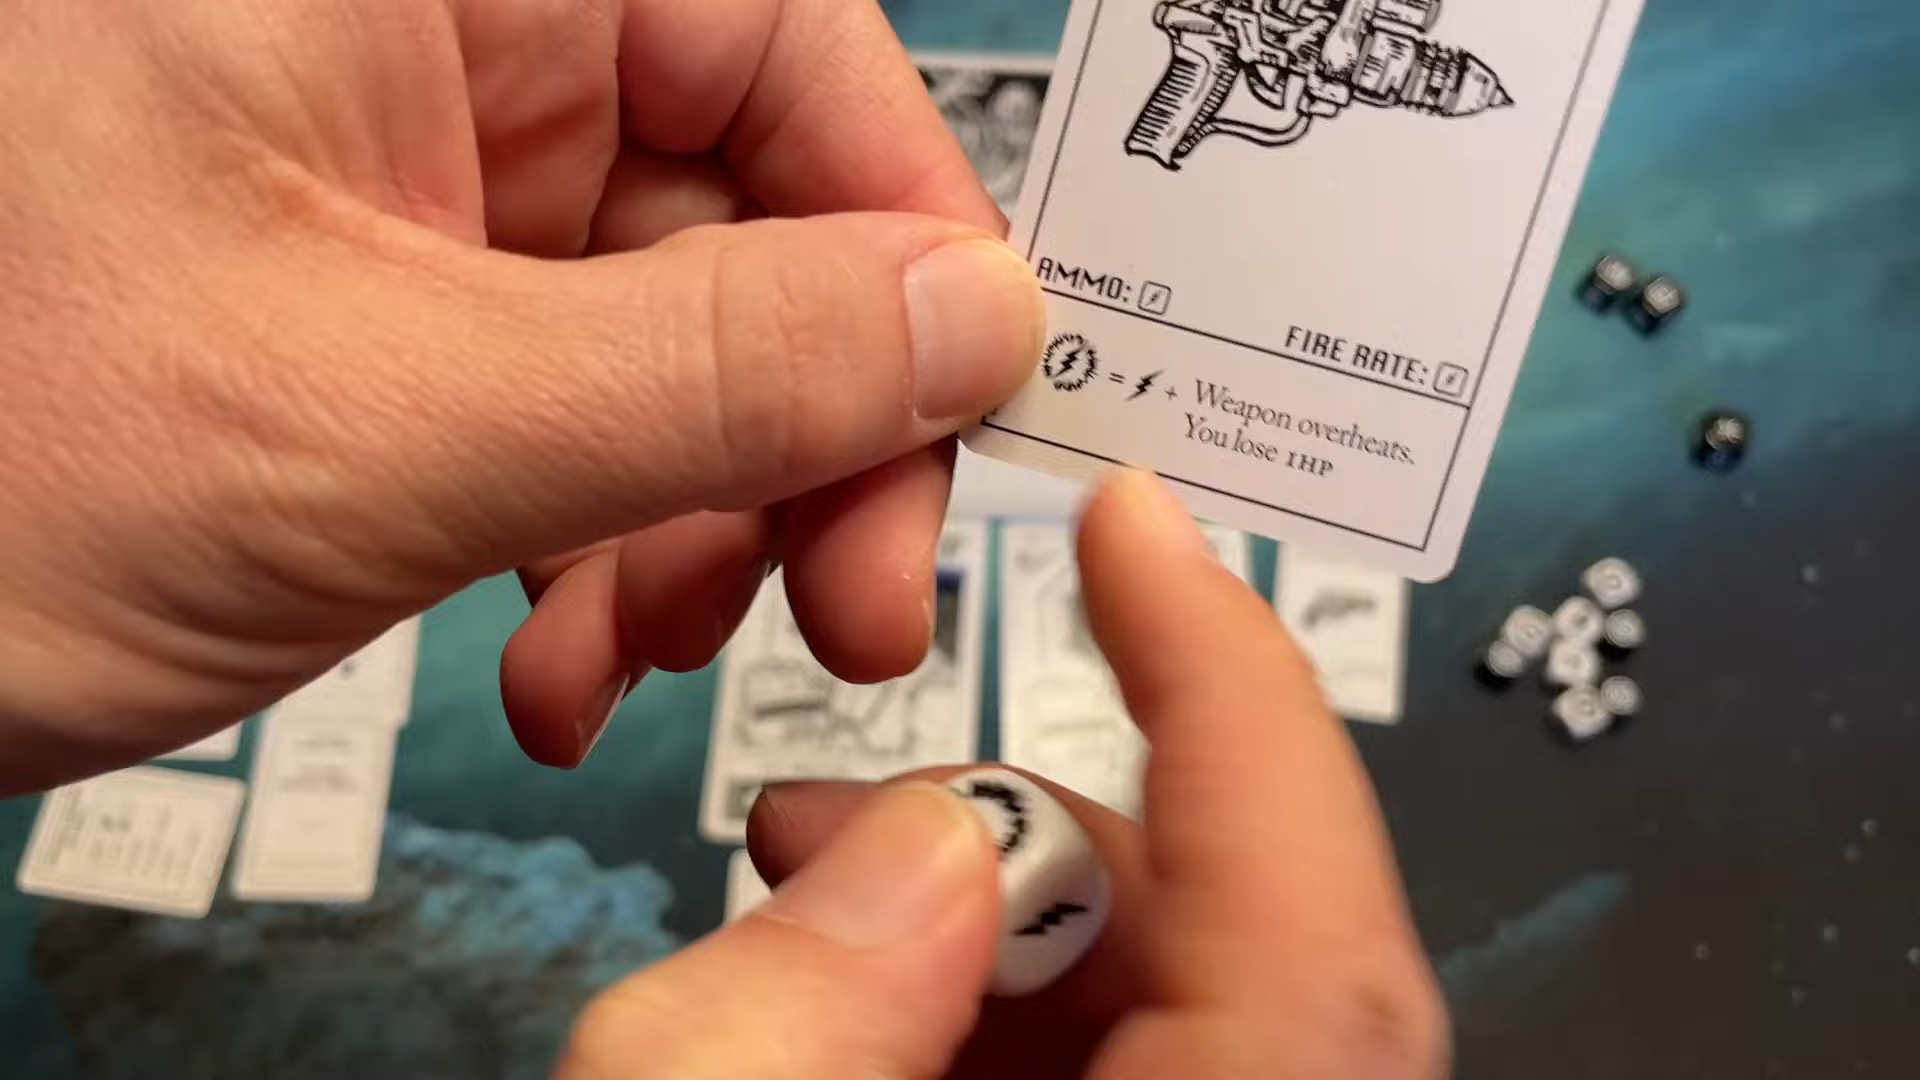 AMMO:
FIRE RATE:
= + Weapon overheats.
You lose 1HP